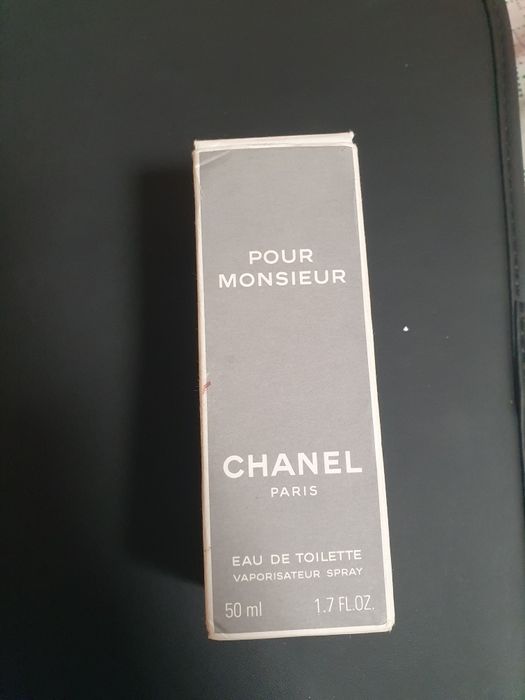 POUR
MONSIEUR
CHANEL
PARIS
EAU DE TOILETTE
VAPORISATEUR SPRAY
50 ml 1.7 FL.OZ.